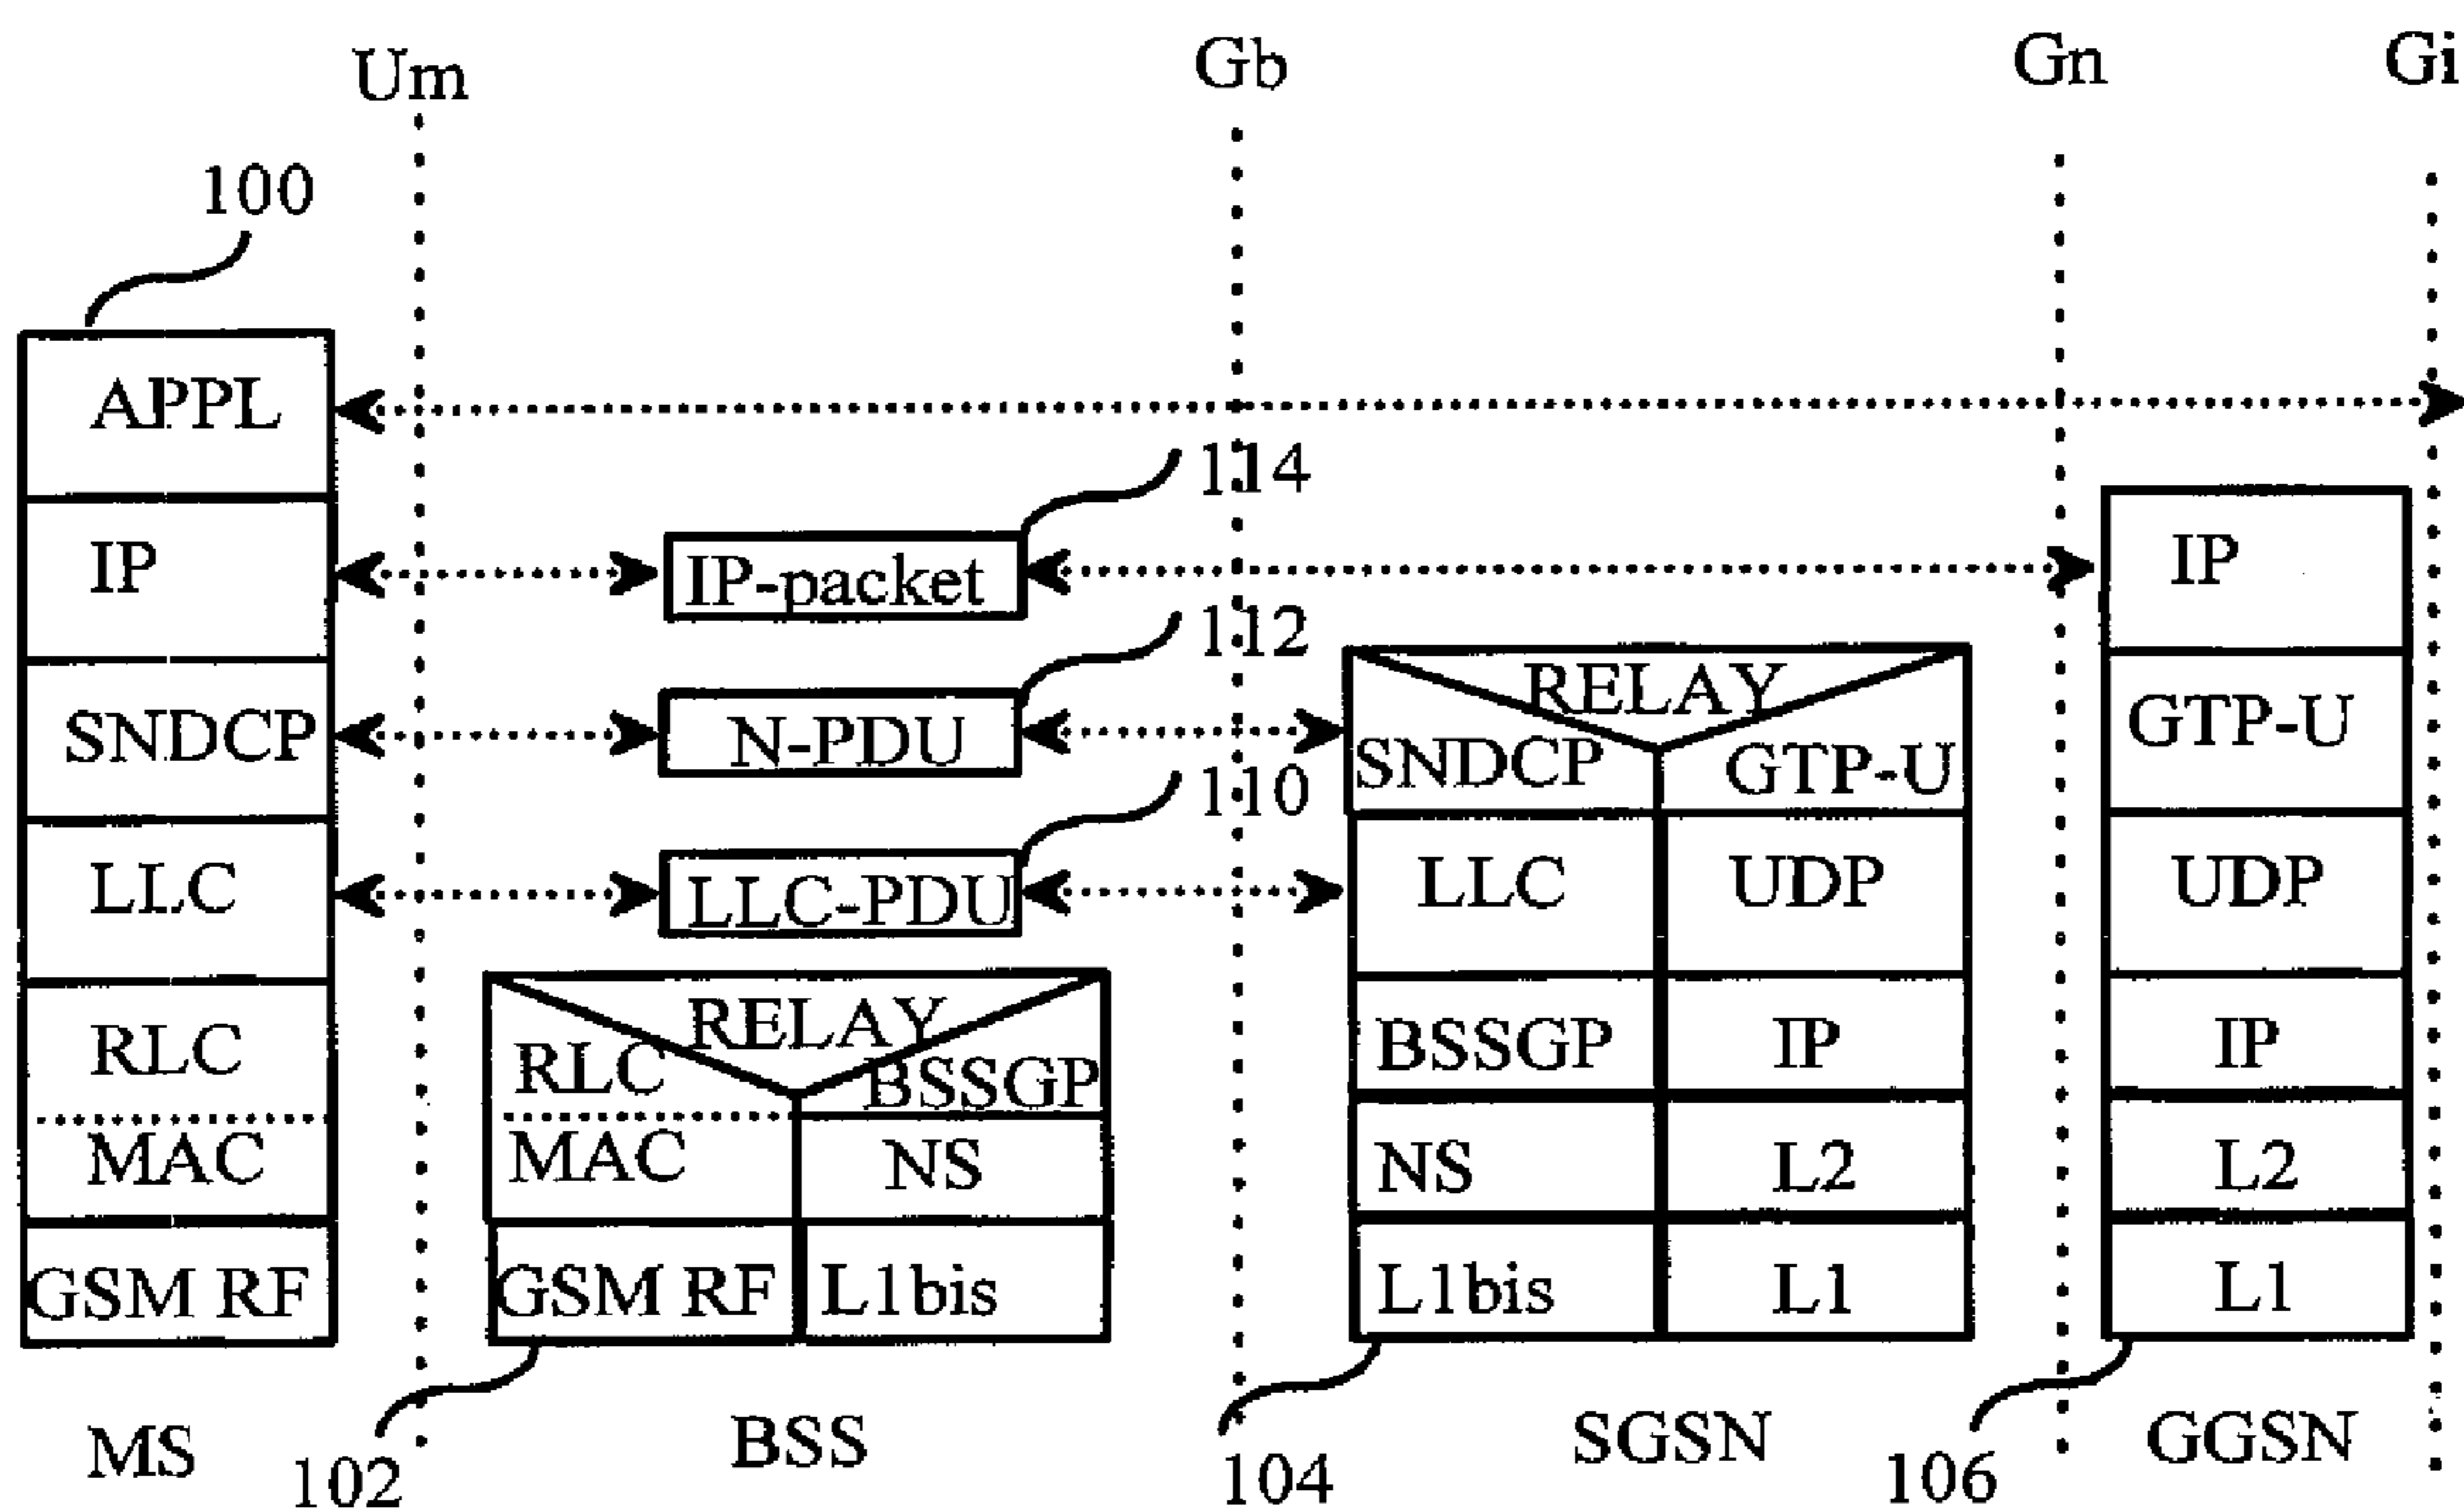 Um
Gb
Gn
Gi
100
APPL
IP
SNDCP
LLC
RLC
MAC
GSM RF
MS
114
IP-packet
112
N-PDU
110
LLC-PDU
RELAY
RLC
BSSGP
MAC
NS
GSM RF
L1bis
102
BSS
RELAY
SNDCP
GTP-U
LLC
UDP
BSSGP
IP
NS
L2
L1bis
L1
104
SGSN
IP
GTP-U
UDP
IP
L2
L1
106
GGSN